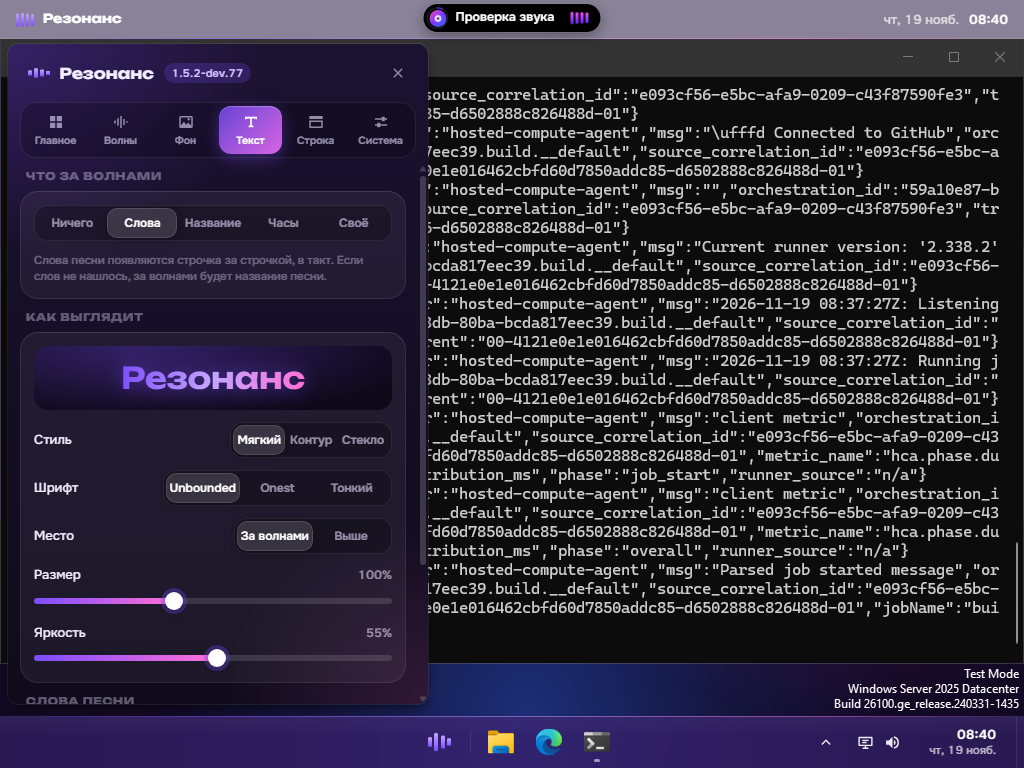 Резонанс
Проверка звука
чт, 19 нояб. 08:40
Резонанс 1.5.2-dev.77
Главное Волны Фон Текст Строка Система
ЧТО ЗА ВОЛНАМИ
Ничего Слова Название Часы Своё
Слова песни появляются строчка за строчкой, в такт. Если
слов не нашлось, за волнами будет название песни.
КАК ВЫГЛЯДИТ
Резонанс
Стиль Мягкий Контур Стекло
Шрифт Unbounded Onest Тонкий
Место За волнами Выше
Размер 100%
Яркость 55%
СЛОВА ПЕСНИ
source_correlation_id":"e093cf56-e5bc-afa9-0209-c43f87590fe3","t
85-d6502888c826488d-01"}
":"hosted-compute-agent","msg":"\ufffd Connected to GitHub","orc
7eec39.build.__default","source_correlation_id":"e093cf56-e5bc-a
0e1e016462cbfd60d7850addc85-d6502888c826488d-01"}
":"hosted-compute-agent","msg":"","orchestration_id":"59a10e87-b
ource_correlation_id":"e093cf56-e5bc-afa9-0209-c43f87590fe3","tr
5-d6502888c826488d-01"}
":"hosted-compute-agent","msg":"Current runner version: '2.338.2'
bcda817eec39.build.__default","source_correlation_id":"e093cf56-
-4121e0e1e016462cbfd60d7850addc85-d6502888c826488d-01"}
r":"hosted-compute-agent","msg":"2026-11-19 08:37:27Z: Listening
8db-80ba-bcda817eec39.build.__default","source_correlation_id":"
rent":"00-4121e0e1e016462cbfd60d7850addc85-d6502888c826488d-01"}
r":"hosted-compute-agent","msg":"2026-11-19 08:37:27Z: Running j
8db-80ba-bcda817eec39.build.__default","source_correlation_id":"
rent":"00-4121e0e1e016462cbfd60d7850addc85-d6502888c826488d-01"}
r":"hosted-compute-agent","msg":"client metric","orchestration_i
.__default","source_correlation_id":"e093cf56-e5bc-afa9-0209-c43
fd60d7850addc85-d6502888c826488d-01","metric_name":"hca.phase.du
tribution_ms","phase":"job_start","runner_source":"n/a"}
r":"hosted-compute-agent","msg":"client metric","orchestration_i
.__default","source_correlation_id":"e093cf56-e5bc-afa9-0209-c43
fd60d7850addc85-d6502888c826488d-01","metric_name":"hca.phase.du
tribution_ms","phase":"overall","runner_source":"n/a"}
r":"hosted-compute-agent","msg":"Parsed job started message","or
7eec39.build.__default","source_correlation_id":"e093cf56-e5bc-a
e0e1e016462cbfd60d7850addc85-d6502888c826488d-01","jobName":"bui
Test Mode
Windows Server 2025 Datacenter
Build 26100.ge_release.240331-1435
08:40
чт, 19 нояб.